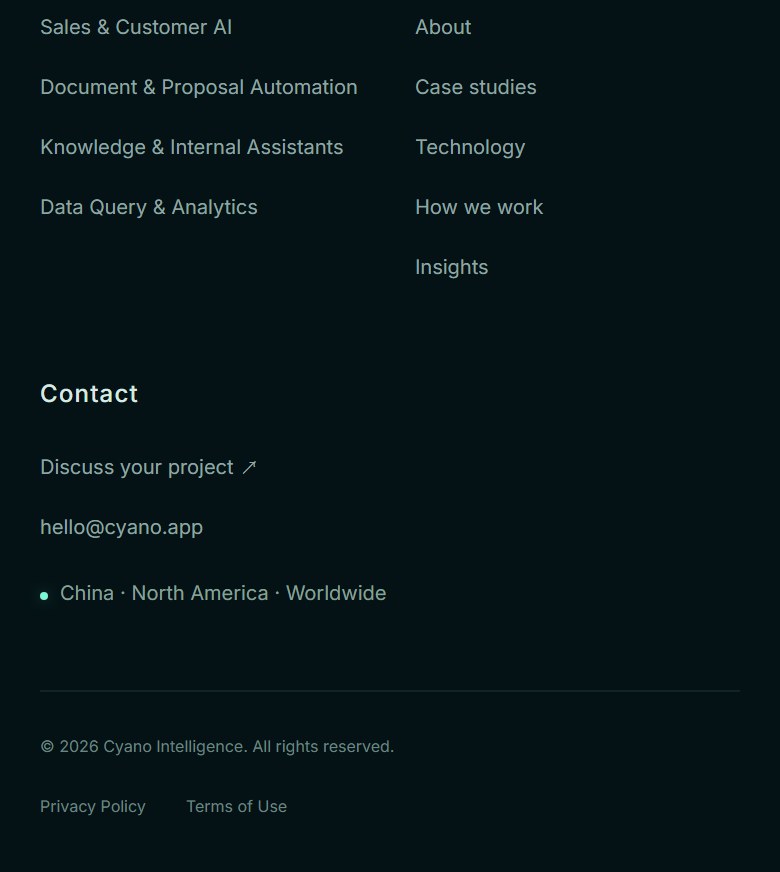 Sales & Customer AI
Document & Proposal Automation
Knowledge & Internal Assistants
Data Query & Analytics
About
Case studies
Technology
How we work
Insights
Contact
Discuss your project ↗
hello@cyano.app
China · North America · Worldwide
© 2026 Cyano Intelligence. All rights reserved.
Privacy Policy
Terms of Use